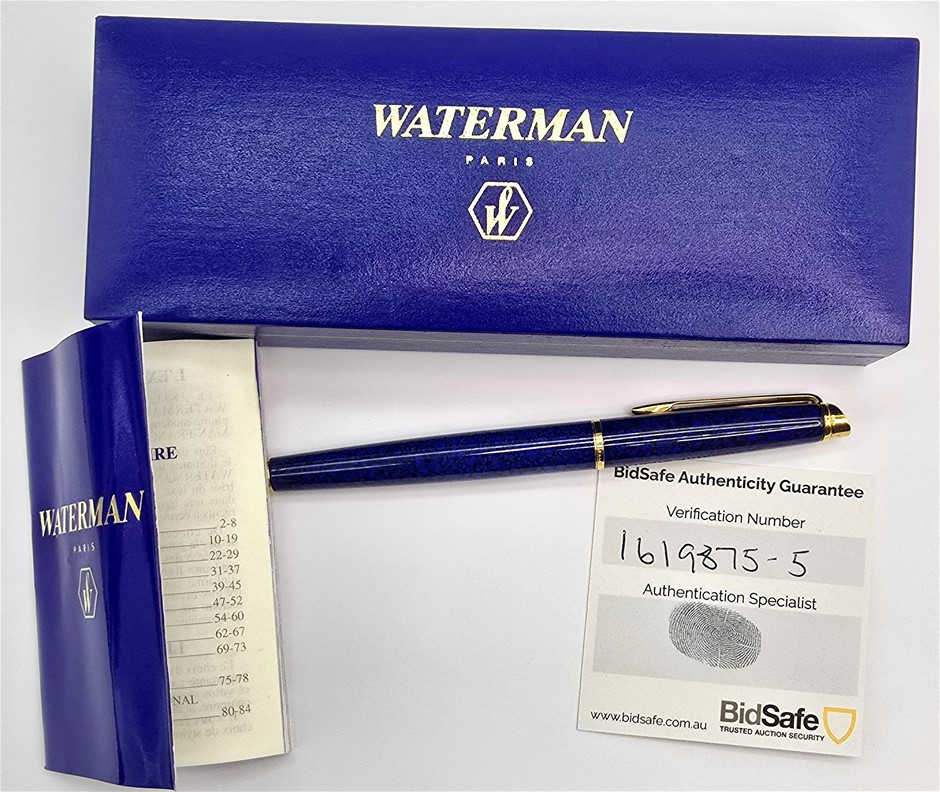 WATERMAN
PARIS
W
WATERMAN
PARIS
W
IRE
2-8
10-19
22-29
31-37
39-45
47-52
54-60
62-67
69-73
75-78
NAL
80-84
BidSafe Authenticity Guarantee
Verification Number
1619875-5
Authentication Specialist
www.bidsafe.com.au
BidSafe
TRUSTED AUCTION SECURITY